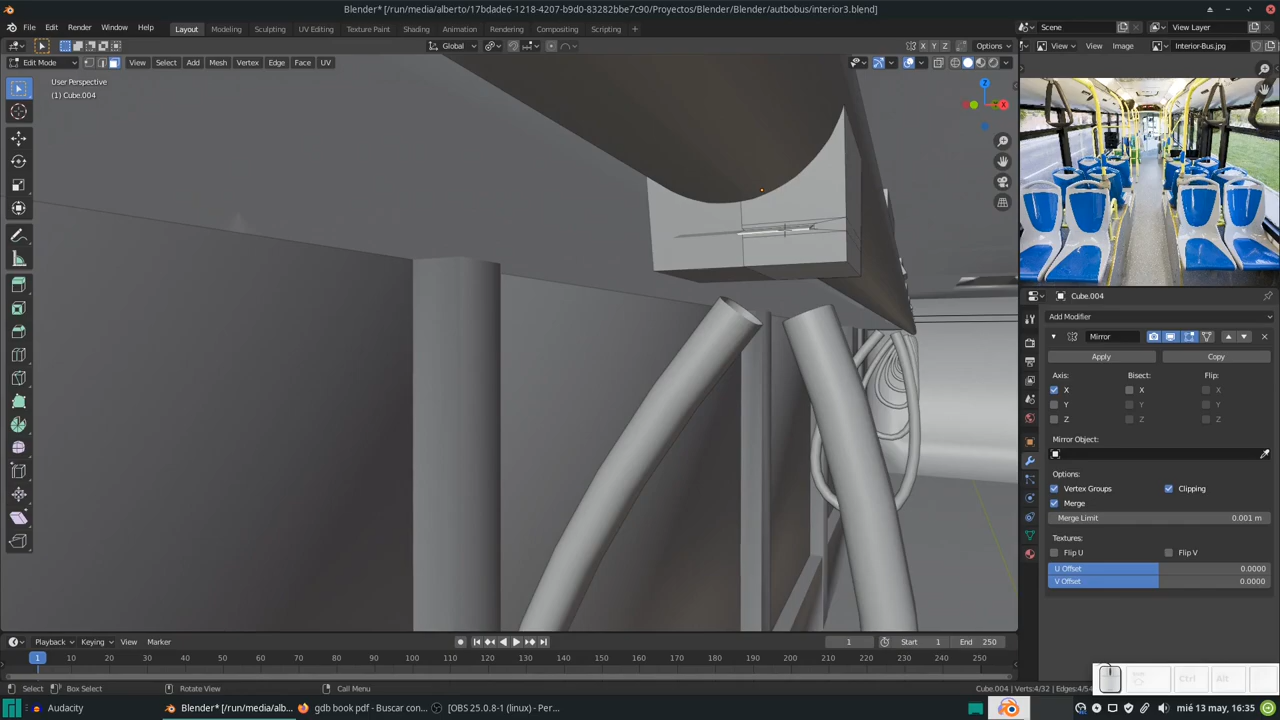 Blender* [/run/media/alberto/17bdade6-1218-4207-b9d0-83282bbe7c90/Proyectos/Blender/Blender/autbobus/interior3.blend]
File Edit Render Window Help Layout Modeling Sculpting UV Editing Texture Paint Shading Animation Rendering Compositing Scripting + Scene View Layer
Global Options View Image Interior-Bus.jpg
X Y Z
Edit Mode View Select Add Mesh Vertex Edge Face UV
User Perspective
(1) Cube.004
Z
X
Cube.004
Add Modifier
Mirror
Apply Copy
Axis: Bisect: Flip:
X X X
Y Y Y
Z Z Z
Mirror Object:
Options:
Vertex Groups Clipping
Merge
Merge Limit 0.001 m
Textures:
Flip U Flip V
U Offset 0.0000
V Offset 0.0000
Playback Keying View Marker 1 Start 1 End 250
1 10 20 30 40 50 60 70 80 90 100 110 120 130 140 150 160 170 180 190 200 210 220 230 240 250
Select Box Select Rotate View Call Menu Cube.004 | Verts:4/32 | Edges:4/54
Ctrl Alt
Audacity Blender* [/run/media/alb... gdb book pdf - Buscar con... [OBS 25.0.8-1 (linux) - Pe... mié 13 may, 16:35